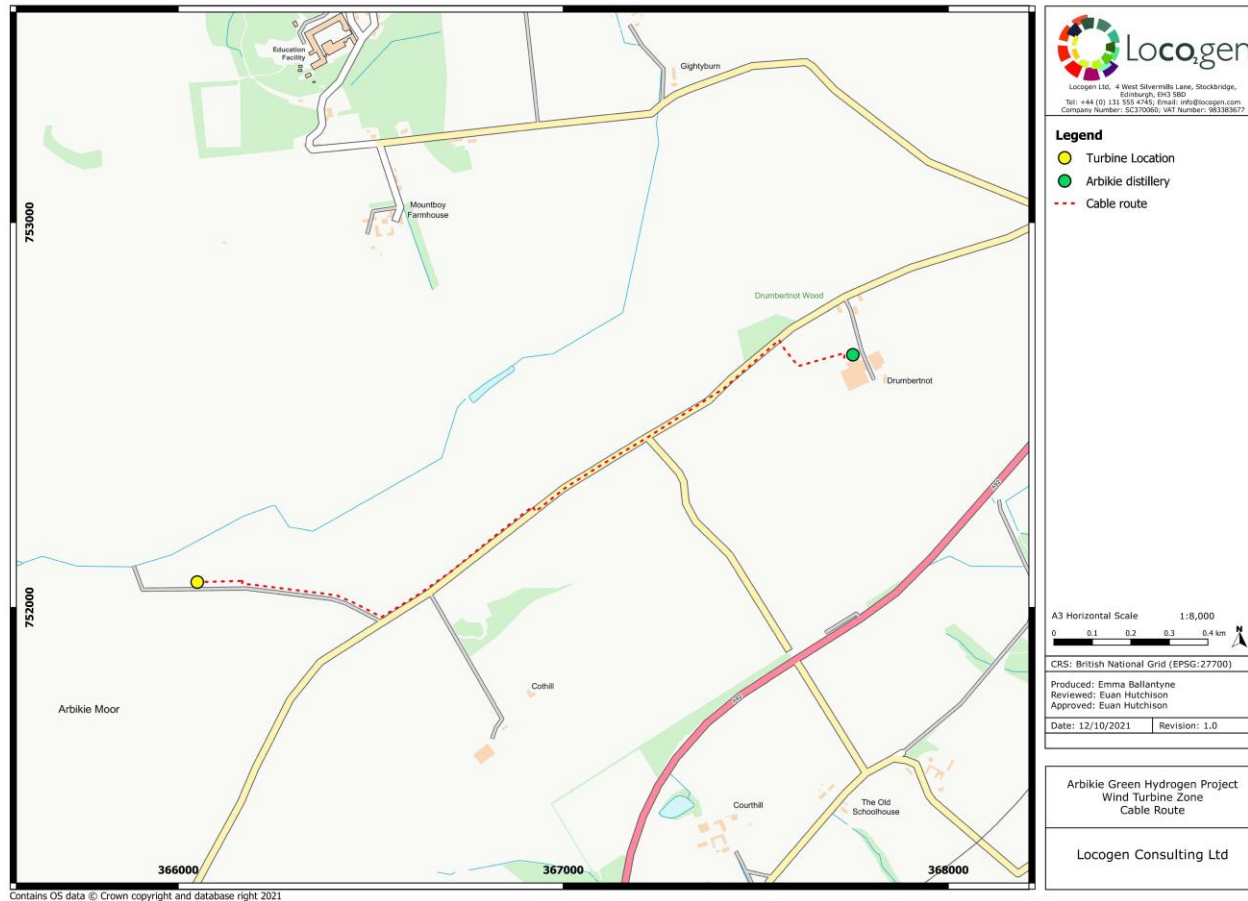 Education
Facility
Gightyburn
Mountboy
Farmhouse
753000
Drumbertnot Wood
Drumbertnot
A92
752000
Arbikie Moor
Cothill
A92
Courthill
The Old
Schoolhouse
366000
367000
368000
Contains OS data © Crown copyright and database right 2021
Loco₂gen
Locogen Ltd, 4 West Silvermills Lane, Stockbridge,
Edinburgh, EH3 5BD
Tel: +44 (0) 131 555 4745; Email: info@locogen.com
Company Number: SC370060; VAT Number: 983383677
Legend
Turbine Location
Arbikie distillery
Cable route
A3 Horizontal Scale 1:8,000
0 0.1 0.2 0.3 0.4 km
N
CRS: British National Grid (EPSG:27700)
Produced: Emma Ballantyne
Reviewed: Euan Hutchison
Approved: Euan Hutchison
Date: 12/10/2021 Revision: 1.0
Arbikie Green Hydrogen Project
Wind Turbine Zone
Cable Route
Locogen Consulting Ltd